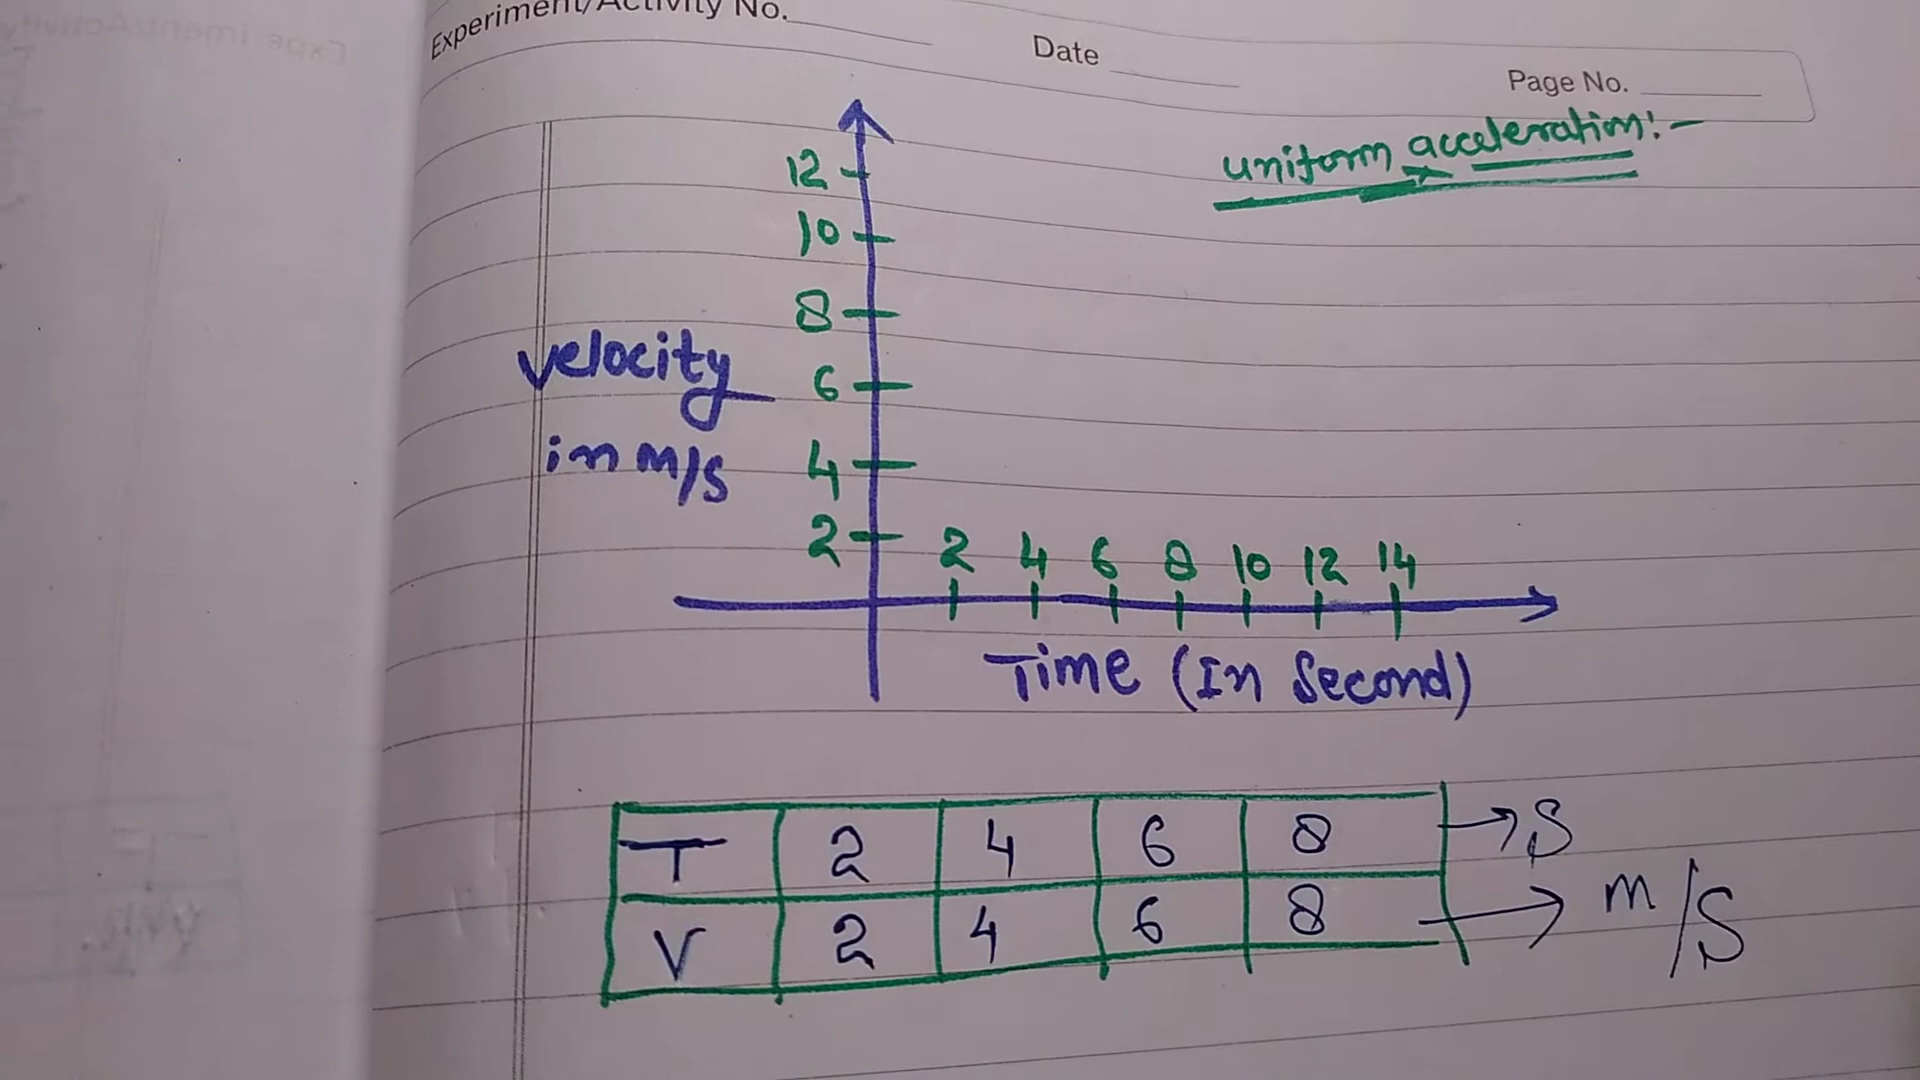 Experiment/Activity No.
Date
Page No.
uniform acceleration:-
12
10
8
6
4
2
velocity
in m/s
2 4 6 8 10 12 14
Time (In Second)
T 2 4 6 8 → S
V 2 4 6 8 → m/s